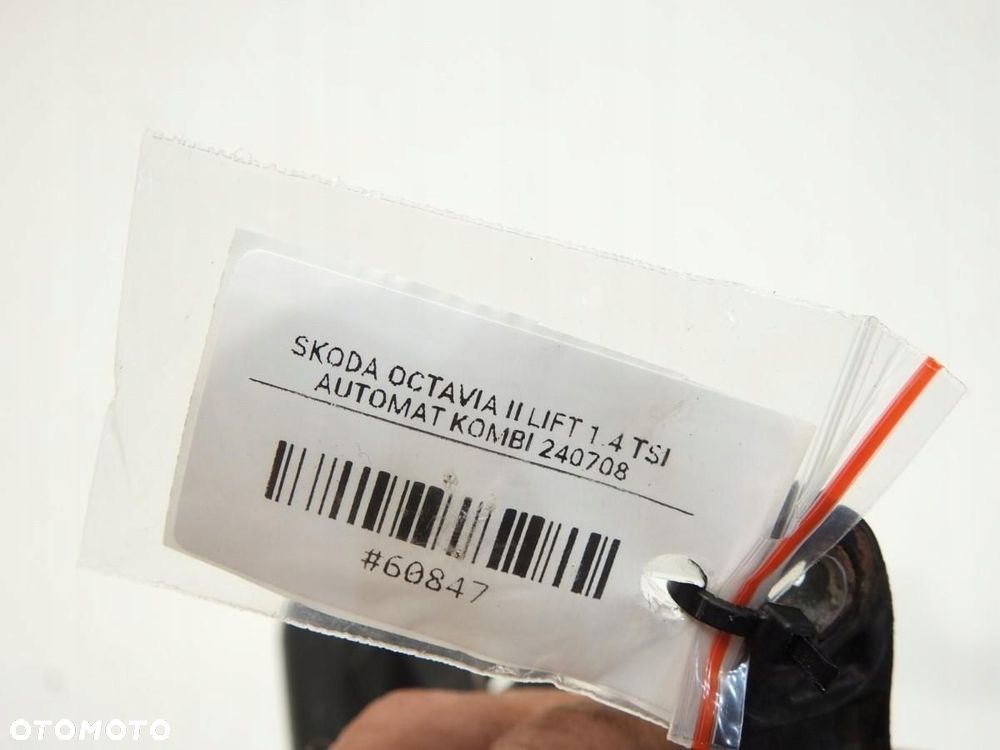 SKODA OCTAVIA II LIFT 1.4 TSI
AUTOMAT KOMBI 240708
#60847
OTOMOTO